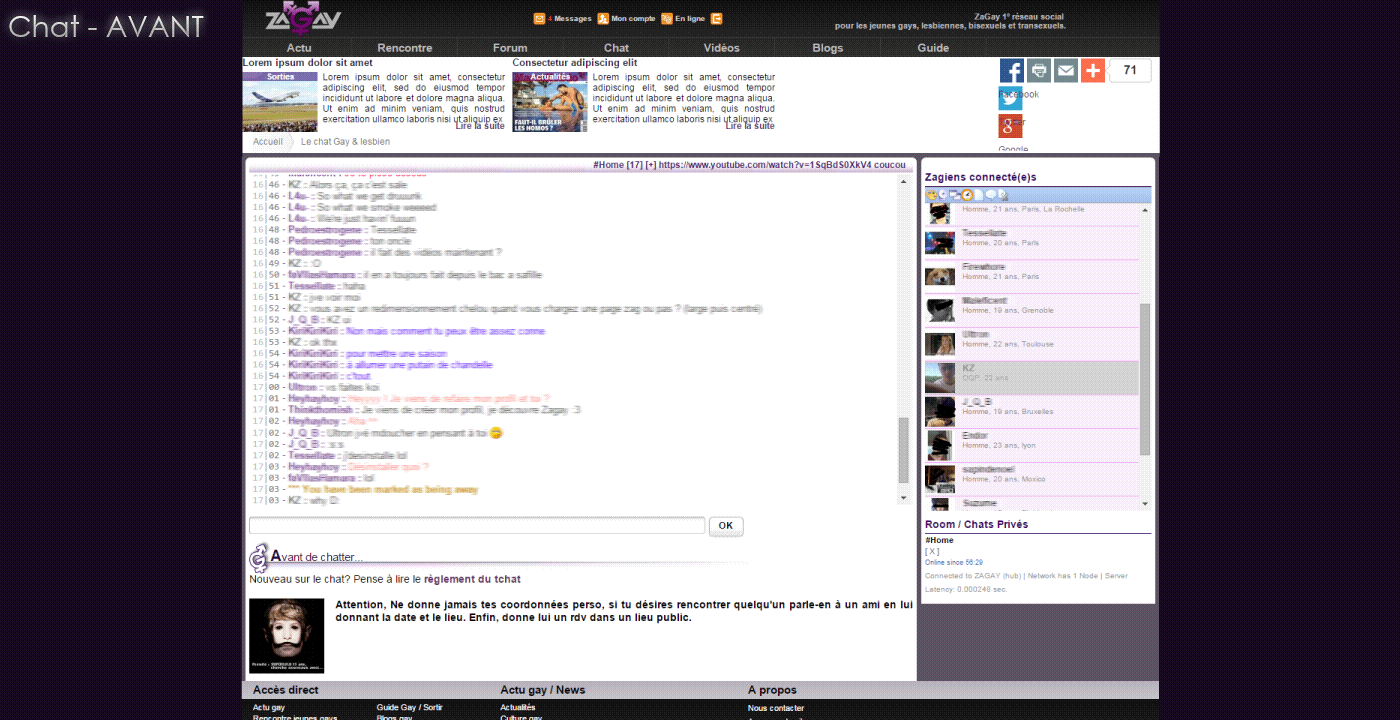 Chat - AVANT
ZAGAY
4 Messages Mon compte En ligne
ZaGay 1º réseau social
pour les jeunes gays, lesbiennes, bisexuels et transexuels.
Actu Rencontre Forum Chat Vidéos Blogs Guide
Lorem ipsum dolor sit amet
Sorties
Lorem ipsum dolor sit amet, consectetur
adipiscing elit, sed do eiusmod tempor
incididunt ut labore et dolore magna aliqua.
Ut enim ad minim veniam, quis nostrud
exercitation ullamco laboris nisi ut aliquip ex
Lire la suite
Consectetur adipiscing elit
Actualités
FAUT-IL BRÛLER
LES HOMOS ?
Lorem ipsum dolor sit amet, consectetur
adipiscing elit, sed do eiusmod tempor
incididunt ut labore et dolore magna aliqua.
Ut enim ad minim veniam, quis nostrud
exercitation ullamco laboris nisi ut aliquip ex
Lire la suite
71
Facebook
Google
Accueil Le chat Gay & lesbien
#Home [17] [+] https://www.youtube.com/watch?v=1SqBdS0XkV4 coucou
16|46 - KZ :: Alors ça, ça c'est sale
16|46 - L4u- :: So what we get druuunk
16|46 - L4u- :: So what we smoke weeeed
16|46 - L4u- :: We're just havin' fuuun
16|48 - Pedroestrogene :: Tessellate
16|48 - Pedroestrogene :: ton oncle
16|48 - Pedroestrogene :: il fait des vidéos maintenant ?
16|49 - KZ :: :O
16|50 - faVilasHamara :: il en a toujours fait depuis le bac a safille
16|51 - Tessellate :: haha
16|51 - KZ :: jve voir moi
16|52 - KZ :: vous avez un redimensionnement chelou quand vous chargez une page zag ou pas ? (large puis centré)
16|52 - J_Q_B :: KZ ui
16|53 - KiriKiriKiri :: Non mais comment tu peux être assez conne
16|53 - KZ :: ok thx
16|54 - KiriKiriKiri :: pour mettre une saison
16|54 - KiriKiriKiri :: à allumer une putain de chandelle
16|54 - KiriKiriKiri :: c'tout
17|00 - Ultron :: vs faites koi
17|01 - Heyhayhoy :: Heyyyy ! Je viens de refaire mon profil et toi ?
17|01 - Thinkthomish :: Je viens de créer mon profil, je découvre Zagay :3
17|02 - Heyhayhoy :: Aha ^^
17|02 - J_Q_B :: Ultron jvé mdoucher en pensant à toi
17|02 - J_Q_B :: :s:s
17|02 - Tessellate :: j'desinstalle lol
17|03 - Heyhayhoy :: Désinstaller quoi ?
17|03 - faVilasHamara :: lol
17|03 - *** You have been marked as being away
17|03 - KZ :: why
OK
Avant de chatter...
Nouveau sur le chat? Pense à lire le règlement du tchat
Attention, Ne donne jamais tes coordonnées perso, si tu désires rencontrer quelqu'un parle-en à un ami en lui
donnant la date et le lieu. Enfin, donne lui un rdv dans un lieu public.
Zagiens connecté(e)s
Homme, 21 ans, Paris, La Rochelle
Tessellate
Homme, 20 ans, Paris
Firewhore
Homme, 21 ans, Paris
Maleficent
Homme, 19 ans, Grenoble
Ultron
Homme, 22 ans, Toulouse
KZ
OQP, 22 ans
J_Q_B
Homme, 19 ans, Bruxelles
Endor
Homme, 23 ans, lyon
sapindenoel
Homme, 20 ans, Moxico
Suzume
Room / Chats Privés
#Home
[ X ]
Online since 56:29
Connected to ZAGAY (hub) | Network has 1 Node | Server
Latency: 0.000249 sec.
Accès direct Actu gay / News A propos
Actu gay Guide Gay / Sortir Actualités Nous contacter
Rencontre jeunes gays Blogs gay Culture gay